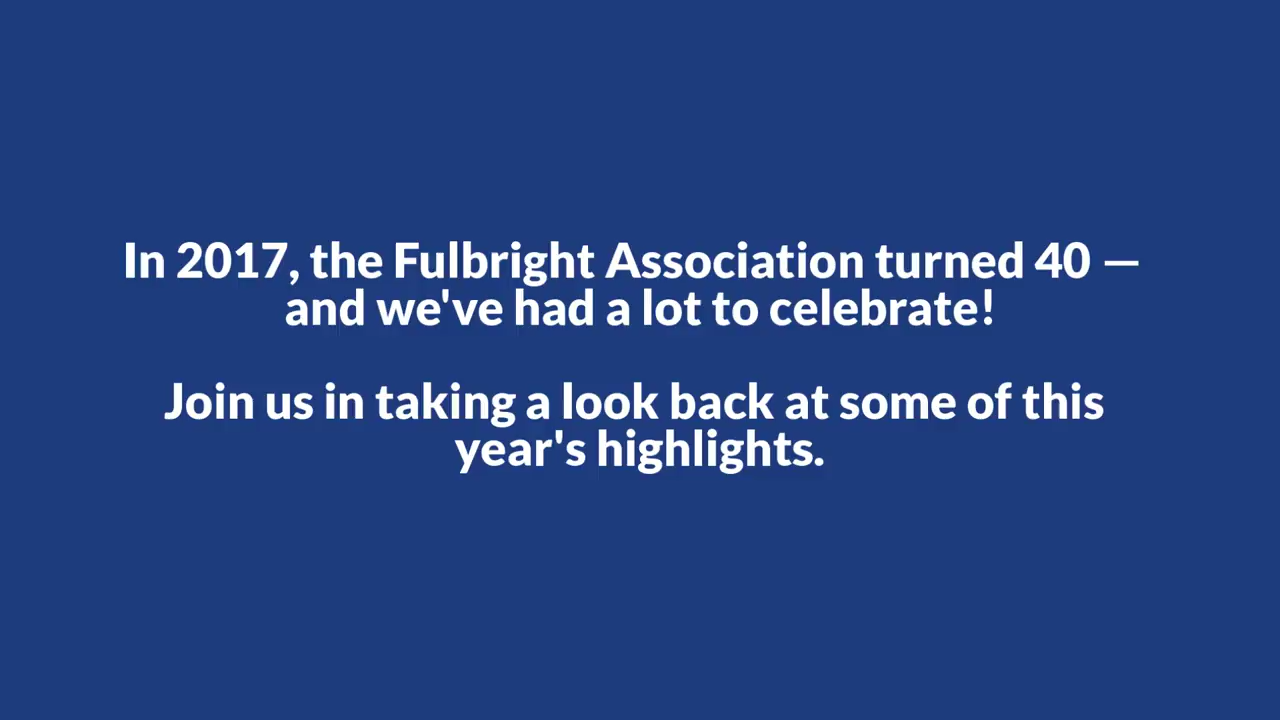 In 2017, the Fulbright Association turned 40 —
and we've had a lot to celebrate!
Join us in taking a look back at some of this
year's highlights.